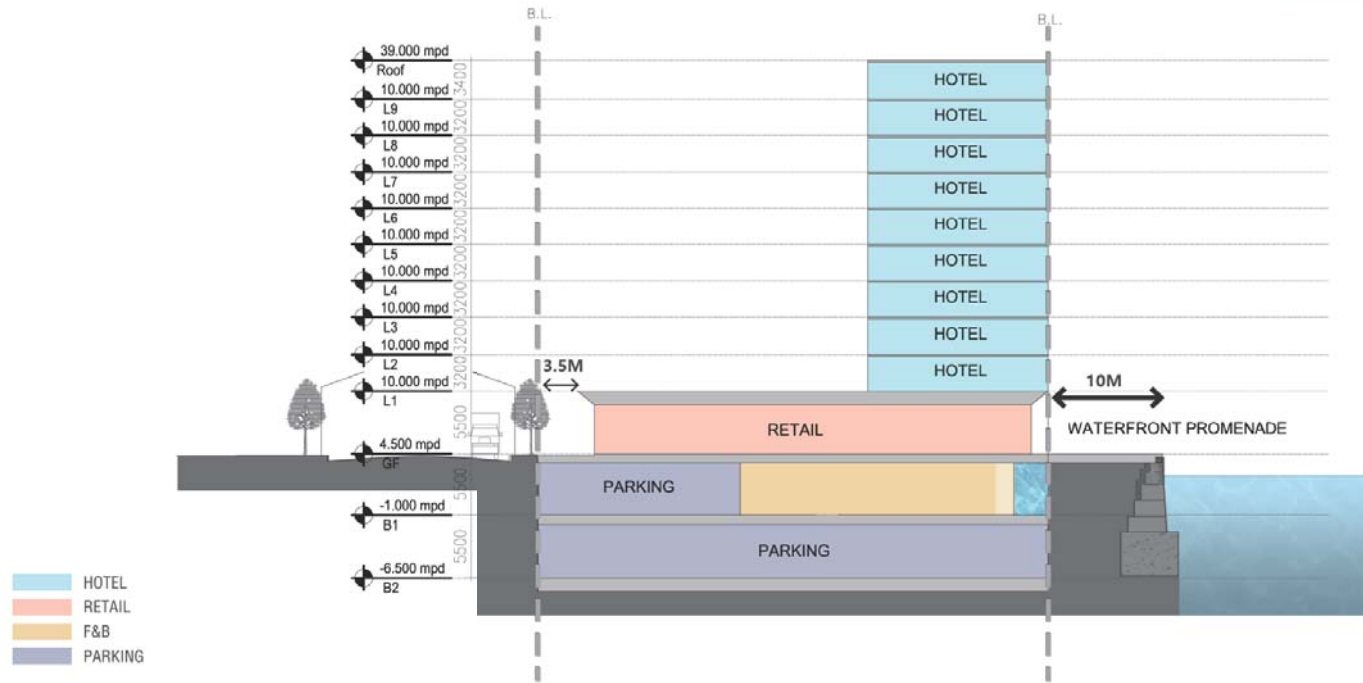 B.L.
B.L.
39.000 mpd
Roof
3400
HOTEL
10.000 mpd
L9
3200
HOTEL
10.000 mpd
L8
3200
HOTEL
10.000 mpd
L7
3200
HOTEL
10.000 mpd
L6
3200
HOTEL
10.000 mpd
L5
3200
HOTEL
10.000 mpd
L4
3200
HOTEL
10.000 mpd
L3
3200
HOTEL
10.000 mpd
L2
3200
HOTEL
3.5M
10.000 mpd
L1
10M
5500
RETAIL
WATERFRONT PROMENADE
4.500 mpd
GF
5500
PARKING
-1.000 mpd
B1
5500
PARKING
-6.500 mpd
B2
HOTEL
RETAIL
F&B
PARKING